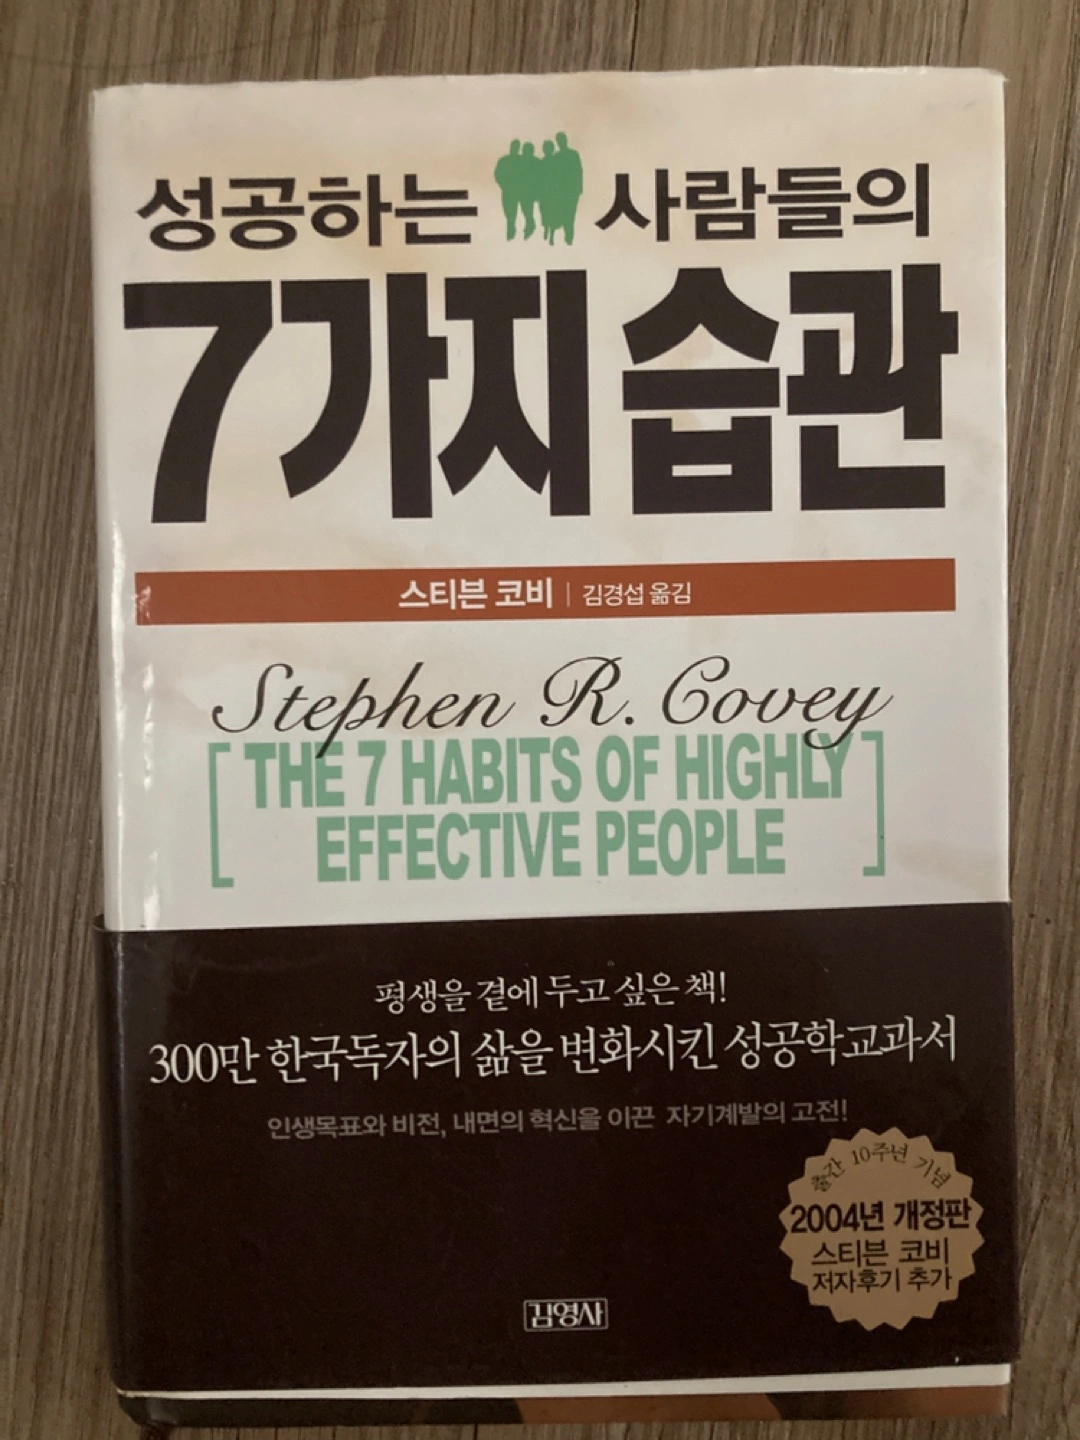 성공하는 사람들의
7가지 습관
스티븐 코비 | 김경섭 옮김
Stephen R. Covey
[ THE 7 HABITS OF HIGHLY
EFFECTIVE PEOPLE ]
평생을 곁에 두고 싶은 책!
300만 한국독자의 삶을 변화시킨 성공학교과서
인생목표와 비전, 내면의 혁신을 이끈 자기계발의 고전!
출간 10주년 기념
2004년 개정판
스티븐 코비
저자후기 추가
김영사